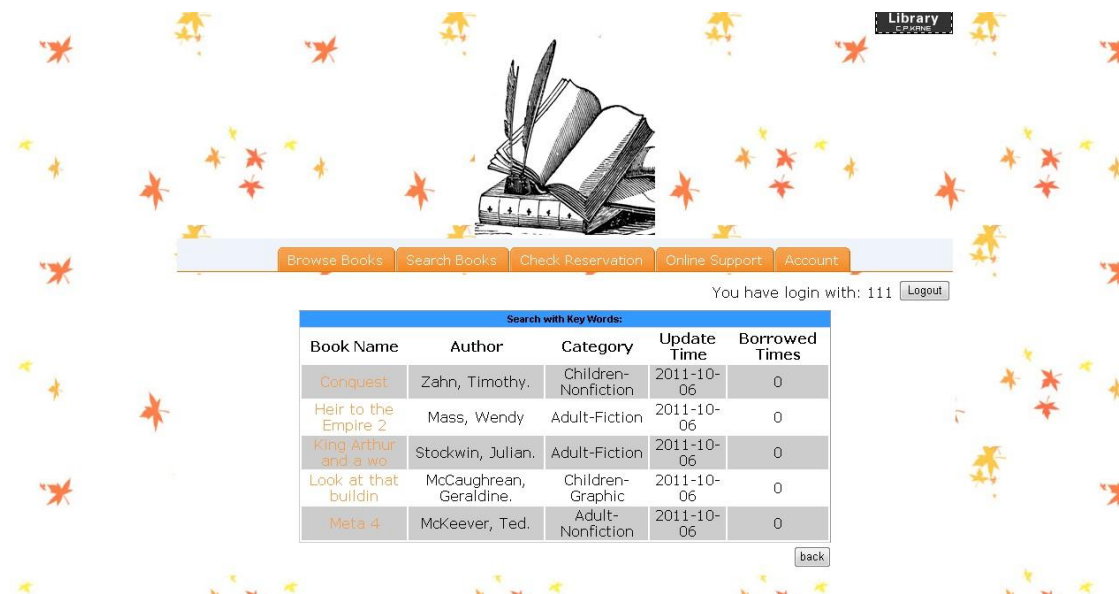 Library
C.P.KANE
Browse Books Search Books Check Reservation Online Support Account
You have login with: 111 Logout
Search with Key Words:
Book Name Author Category Update Time Borrowed Times
Conquest Zahn, Timothy. Children-Nonfiction 2011-10-06 0
Heir to the Empire 2 Mass, Wendy Adult-Fiction 2011-10-06 0
King Arthur and a wo Stockwin, Julian. Adult-Fiction 2011-10-06 0
Look at that buildin McCaughrean, Geraldine. Children-Graphic 2011-10-06 0
Meta 4 McKeever, Ted. Adult-Nonfiction 2011-10-06 0
back